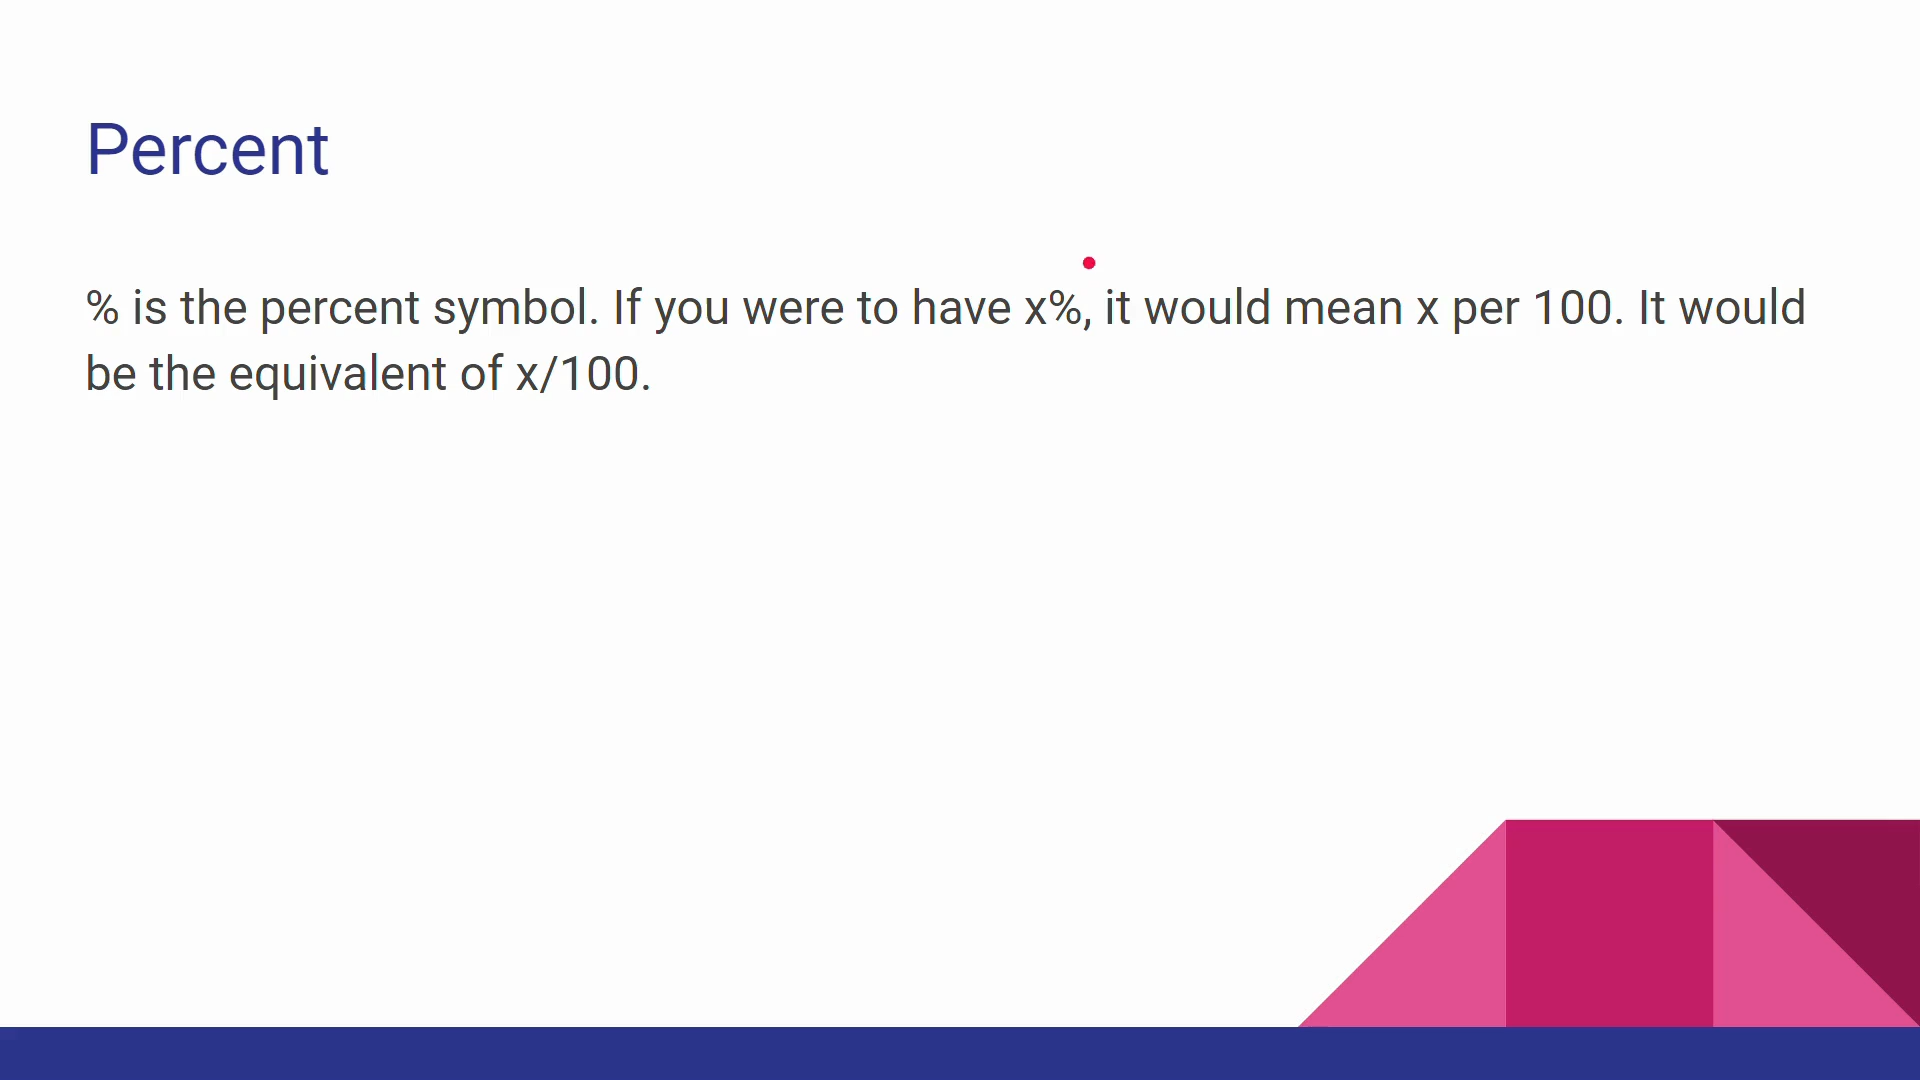 Percent
% is the percent symbol. If you were to have x%, it would mean x per 100. It would
be the equivalent of x/100.